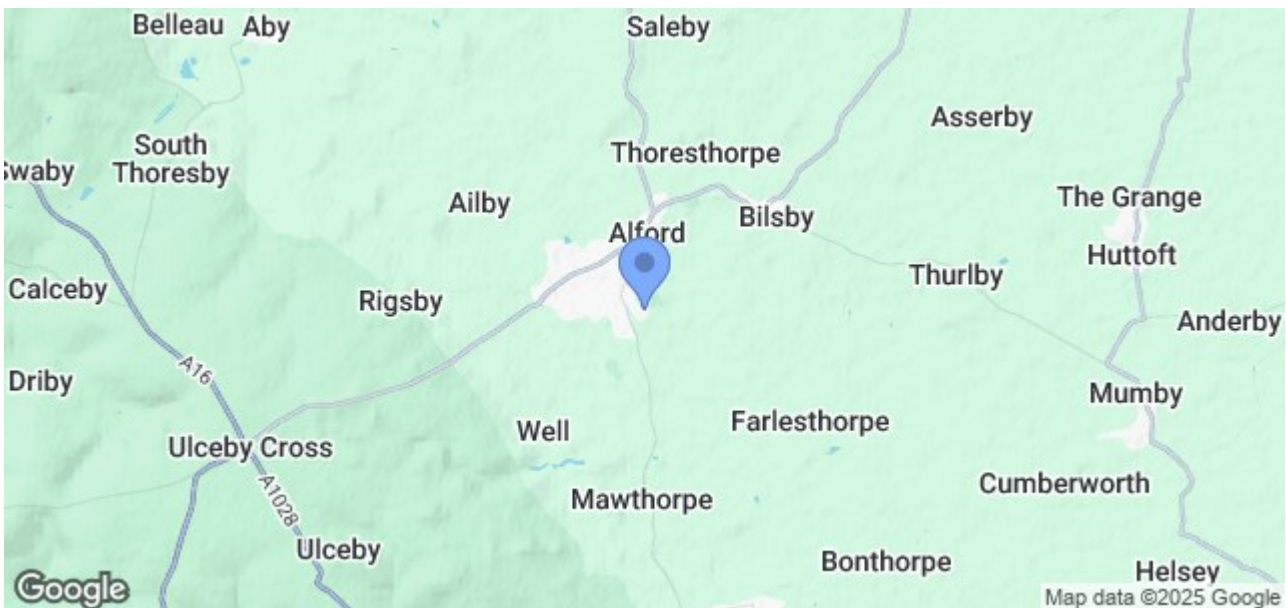 Belleau
Aby
Saleby
Asserby
South
Thoresby
Thoresthorpe
Swaby
Ailby
The Grange
Bilsby
Alford
Huttoft
Thurlby
Calceby
Rigsby
Anderby
A16
Driby
Mumby
Farlesthorpe
Well
Ulceby Cross
Cumberworth
A1028
Mawthorpe
Ulceby
Bonthorpe
Helsey
Google
Map data ©2025 Google